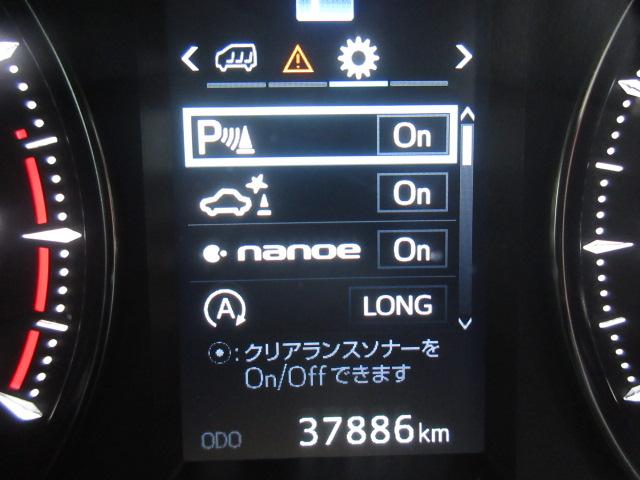 P On
On
nanoe On
A LONG
⦿:クリアランスソナーを
On/Offできます
ODO 37886km